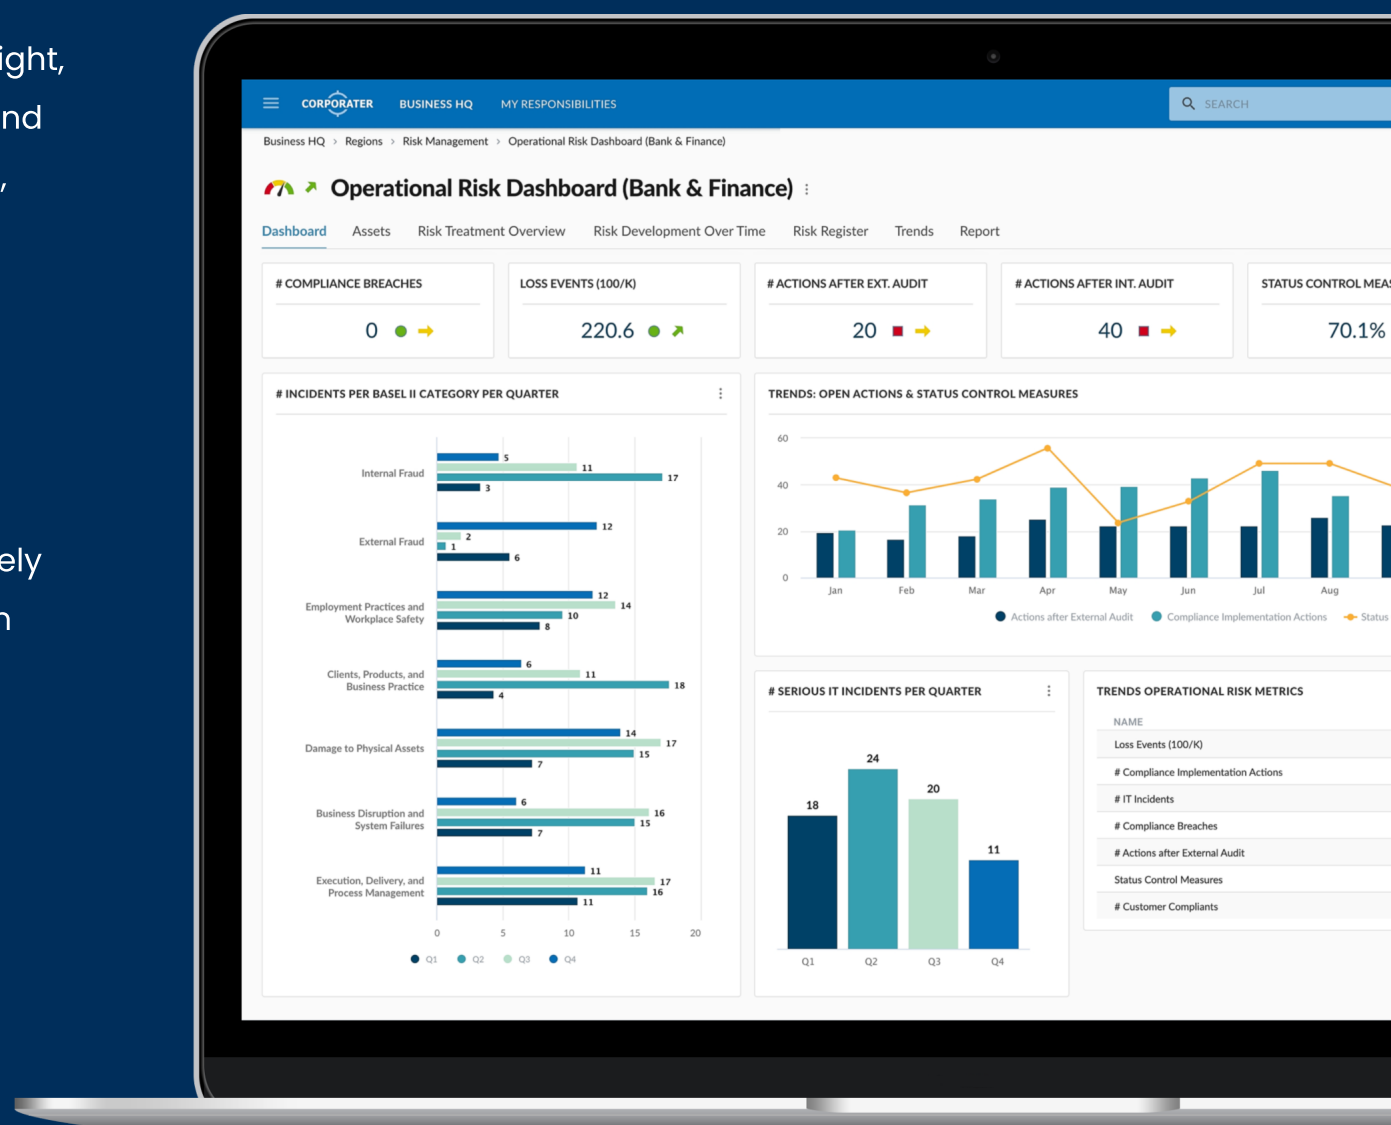 ight,
nd
,
ely
n
CORPORATER BUSINESS HQ MY RESPONSIBILITIES SEARCH
Business HQ > Regions > Risk Management > Operational Risk Dashboard (Bank & Finance)
Operational Risk Dashboard (Bank & Finance)
Dashboard Assets Risk Treatment Overview Risk Development Over Time Risk Register Trends Report
# COMPLIANCE BREACHES
0
LOSS EVENTS (100/K)
220.6
# ACTIONS AFTER EXT. AUDIT
20
# ACTIONS AFTER INT. AUDIT
40
STATUS CONTROL MEAS
70.1%
# INCIDENTS PER BASEL II CATEGORY PER QUARTER
Internal Fraud
5
11
17
3
External Fraud
12
2
1
6
Employment Practices and
Workplace Safety
12
14
10
8
Clients, Products, and
Business Practice
6
11
18
4
Damage to Physical Assets
14
17
15
7
Business Disruption and
System Failures
6
16
15
7
Execution, Delivery, and
Process Management
11
17
16
11
0 5 10 15 20
Q1 Q2 Q3 Q4
TRENDS: OPEN ACTIONS & STATUS CONTROL MEASURES
60
40
20
0
Jan Feb Mar Apr May Jun Jul Aug
Actions after External Audit Compliance Implementation Actions Status
# SERIOUS IT INCIDENTS PER QUARTER
18 24 20 11
Q1 Q2 Q3 Q4
TRENDS OPERATIONAL RISK METRICS
NAME
Loss Events (100/K)
# Compliance Implementation Actions
# IT Incidents
# Compliance Breaches
# Actions after External Audit
Status Control Measures
# Customer Compliants